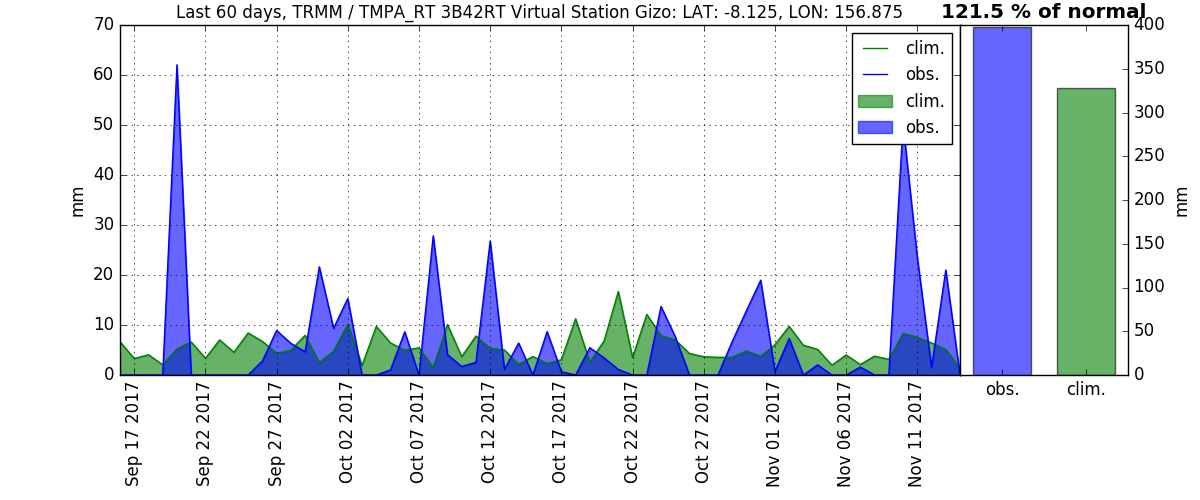 Last 60 days, TRMM / TMPA_RT 3B42RT Virtual Station Gizo: LAT: -8.125, LON: 156.875
121.5 % of normal
70
60
50
40
30
20
10
0
mm
clim.
obs.
clim.
obs.
400
350
300
250
200
150
100
50
0
mm
obs.
clim.
Sep 17 2017
Sep 22 2017
Sep 27 2017
Oct 02 2017
Oct 07 2017
Oct 12 2017
Oct 17 2017
Oct 22 2017
Oct 27 2017
Nov 01 2017
Nov 06 2017
Nov 11 2017